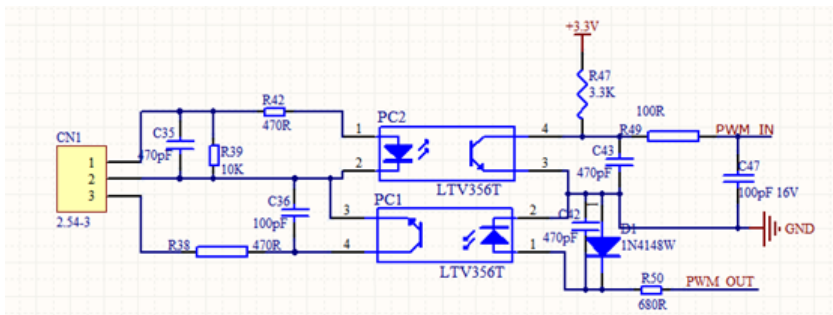 +3.3V
R47
3.3K
R42
470R
PC2
100R
CN1
C35
470pF
R39
10K
1
2
4
3
R49
PWM_IN
C43
470pF
C47
100pF 16V
1
2
3
2.54-3
LTV356T
C36
100pF
PC1
3
4
2
1
C42
470pF
D1
1N4148W
GND
R38
470R
LTV356T
R50
680R
PWM OUT